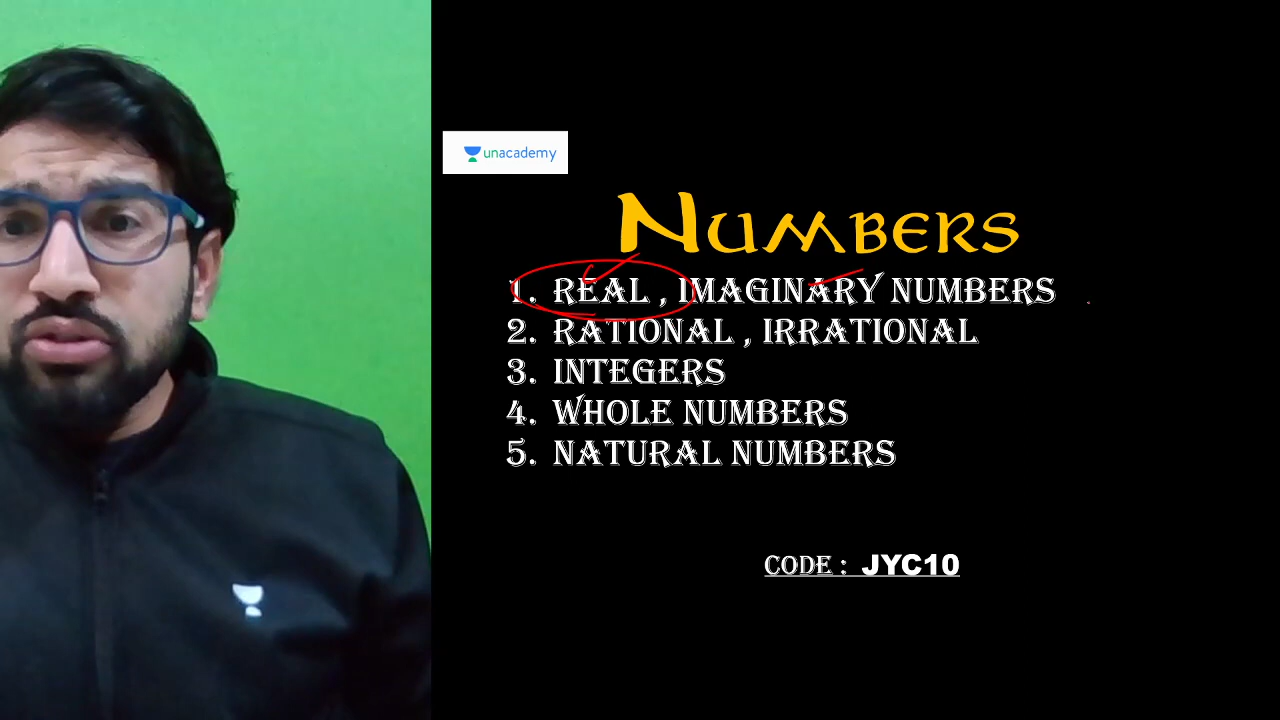 unacademy
NUMBERS
1. REAL , IMAGINARY NUMBERS
2. RATIONAL , IRRATIONAL
3. INTEGERS
4. WHOLE NUMBERS
5. NATURAL NUMBERS
CODE : JYC10